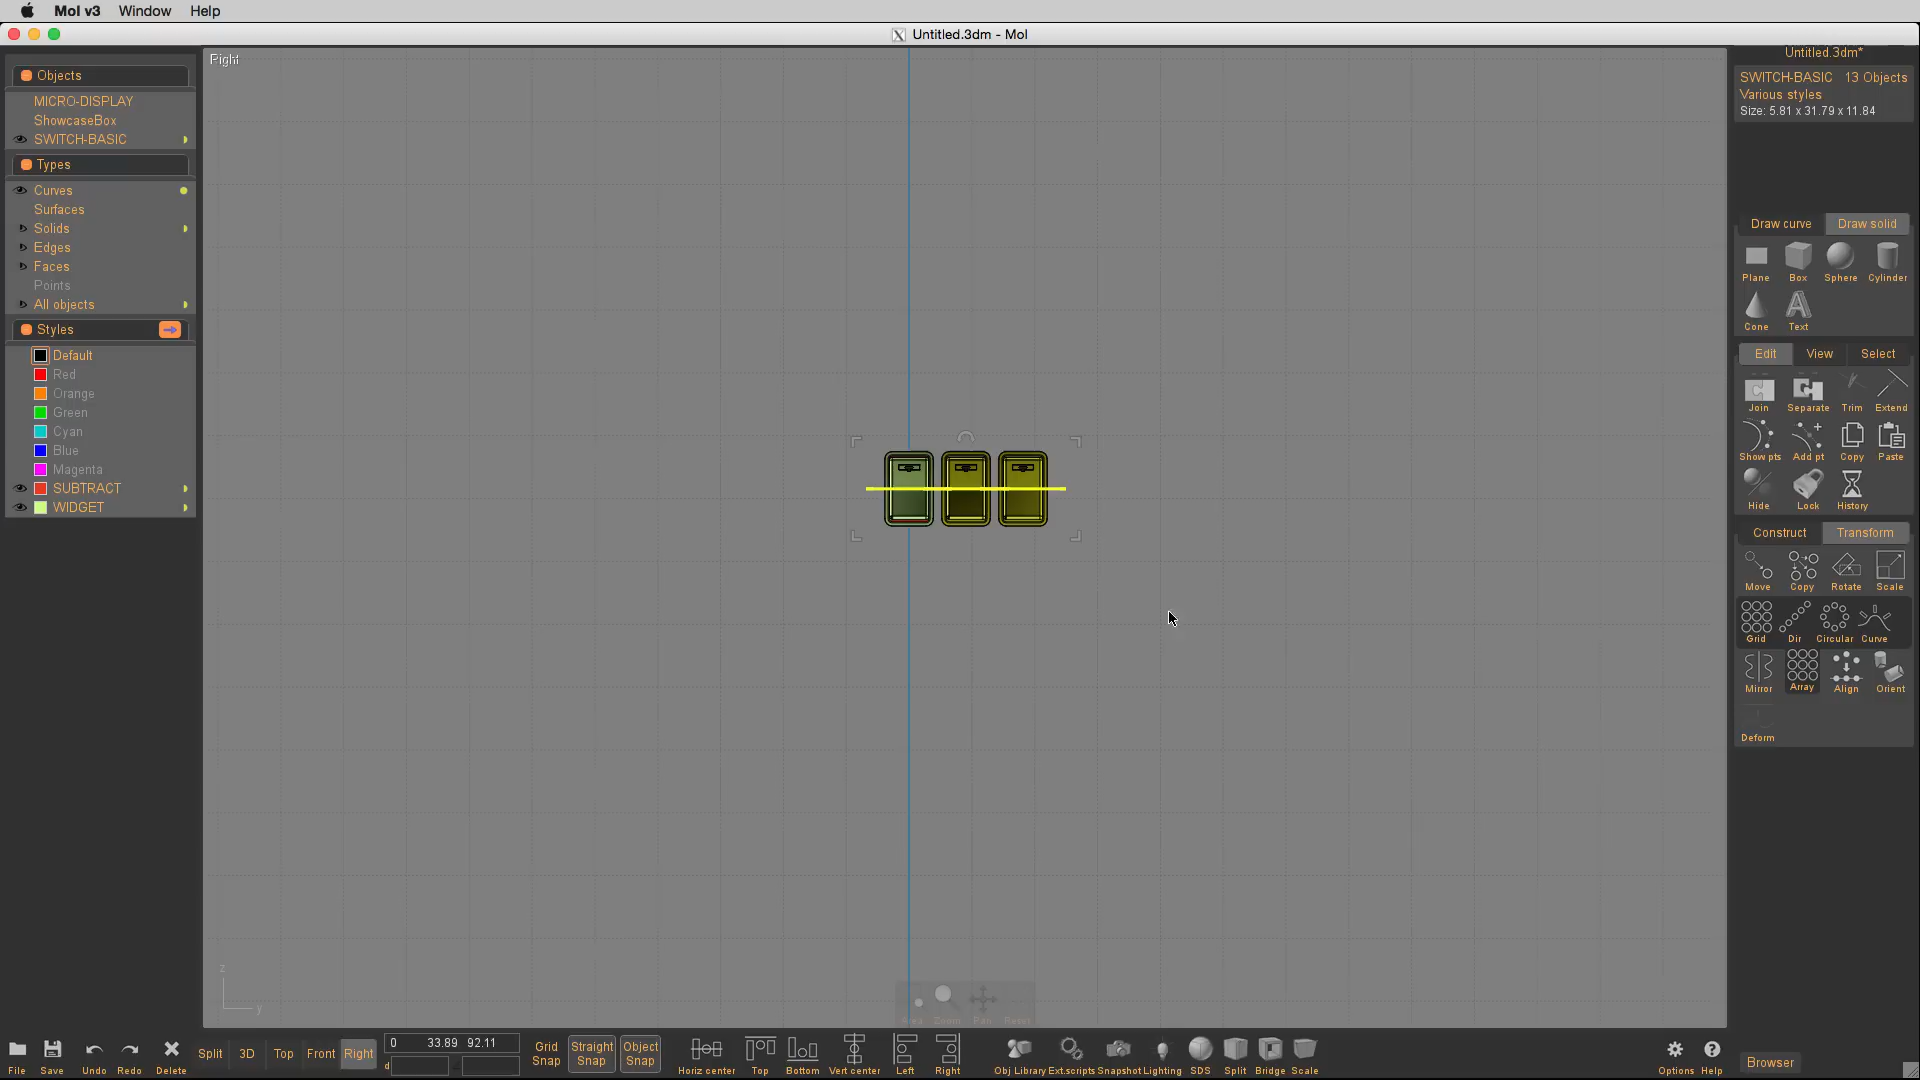 MoI v3 Window Help
Untitled.3dm - MoI
Objects
MICRO-DISPLAY
ShowcaseBox
SWITCH-BASIC
Types
Curves
Surfaces
Solids
Edges
Faces
Points
All objects
Styles
Default
Red
Orange
Green
Cyan
Blue
Magenta
SUBTRACT
WIDGET
Right
z
y
Area Zoom Pan Reset
Untitled.3dm*
SWITCH-BASIC 13 Objects
Various styles
Size: 5.81 x 31.79 x 11.84
Draw curve Draw solid
Plane Box Sphere Cylinder
Cone Text
Edit View Select
Join Separate Trim Extend
Show pts Add pt Copy Paste
Hide Lock History
Construct Transform
Move Copy Rotate Scale
Grid Dir Circular Curve
Mirror Array Align Orient
Deform
File Save Undo Redo Delete
Split 3D Top Front Right
0 33.89 92.11
d
Grid Snap
Straight Snap
Object Snap
Horiz center Top Bottom Vert center Left Right
Obj Library Ext.scripts Snapshot Lighting SDS Split Bridge Scale
Options Help
Browser